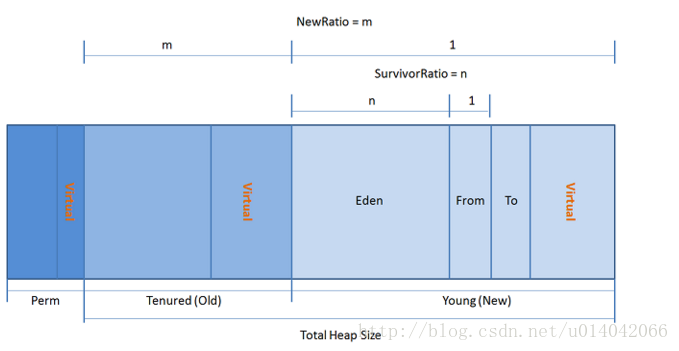 NewRatio = m
m
1
SurvivorRatio = n
n
1
Virtual
Virtual
Eden
From
To
Virtual
Perm
Tenured (Old)
Young (New)
Total Heap Size
http://blog.csdn.net/u014042066